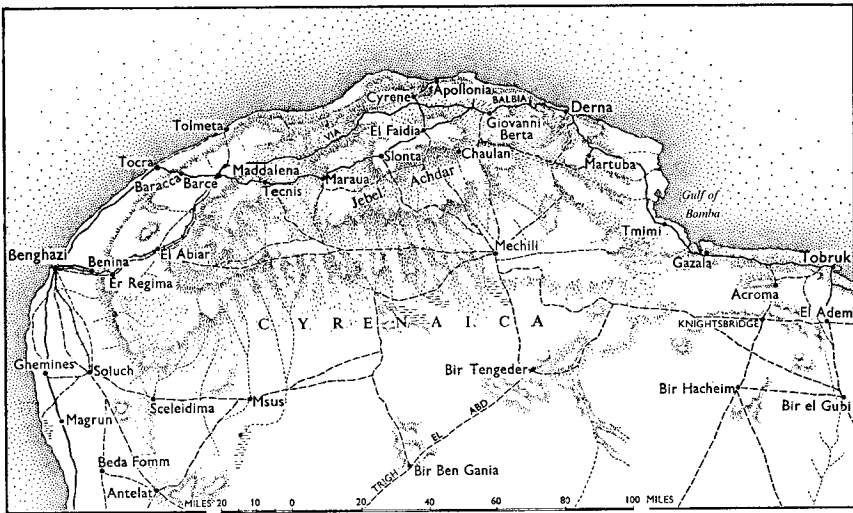 Apollonia
Cyrene
BALBIA
Derna
Tolmeta
VIA
El Faidia
Giovanni
Berta
Tocra
Slonta
Chaulan
Martuba
Baracca
Barce
Maddalena
Maraua
Achdar
Tecnis
Jebel
Gulf of
Bomba
Tmimi
Benghazi
Benina
El Abiar
Mechili
Gazala
Tobruk
Er Regima
Acroma
CYRENAICA
KNIGHTSBRIDGE
El Adem
Ghemines
Soluch
Bir Tengeder
Sceleidima
Msus
Bir Hacheim
Bir el Gubi
Magrun
TRIGH EL ABD
Beda Fomm
Bir Ben Gania
Antelat
MILES 20 10 0 20 40 60 80 100 MILES